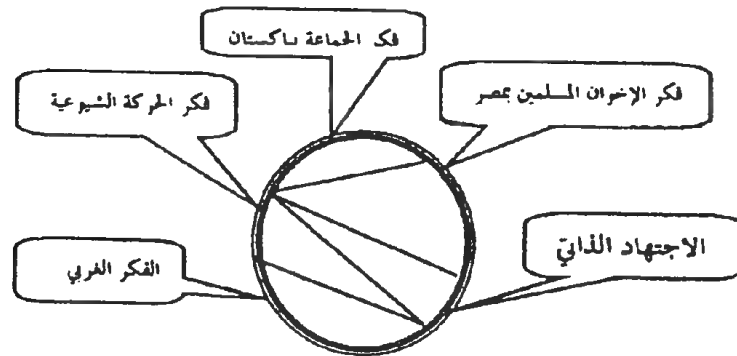 فكر الجماعة بباكستان
فكر الإخوان المسلمين بمصر
فكر الحركة الشيوعية
الاجتهاد الذاتي
الفكر الغربي